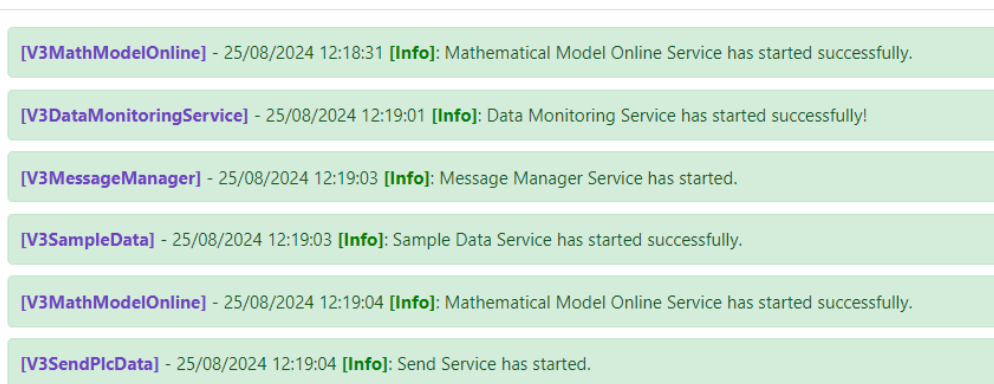 [V3MathModelOnline] - 25/08/2024 12:18:31 [Info]: Mathematical Model Online Service has started successfully.
[V3DataMonitoringService] - 25/08/2024 12:19:01 [Info]: Data Monitoring Service has started successfully!
[V3MessageManager] - 25/08/2024 12:19:03 [Info]: Message Manager Service has started.
[V3SampleData] - 25/08/2024 12:19:03 [Info]: Sample Data Service has started successfully.
[V3MathModelOnline] - 25/08/2024 12:19:04 [Info]: Mathematical Model Online Service has started successfully.
[V3SendPlcData] - 25/08/2024 12:19:04 [Info]: Send Service has started.